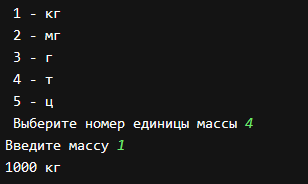 1 - кг
2 - мг
3 - г
4 - т
5 - ц
Выберите номер единицы массы 4
Введите массу 1
1000 кг